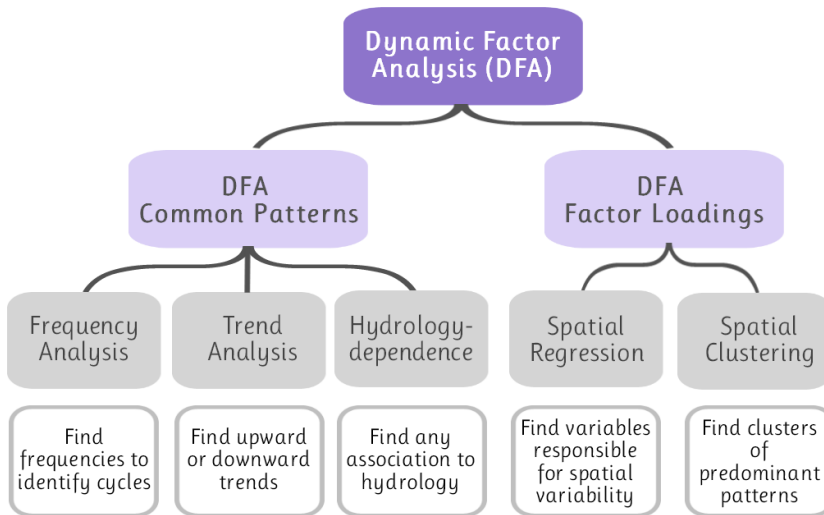 Dynamic Factor
Analysis (DFA)
DFA
Common Patterns
DFA
Factor Loadings
Frequency
Analysis
Trend
Analysis
Hydrology-
dependence
Spatial
Regression
Spatial
Clustering
Find
frequencies to
identify cycles
Find upward
or downward
trends
Find any
association to
hydrology
Find variables
responsible
for spatial
variability
Find clusters
of
predominant
patterns